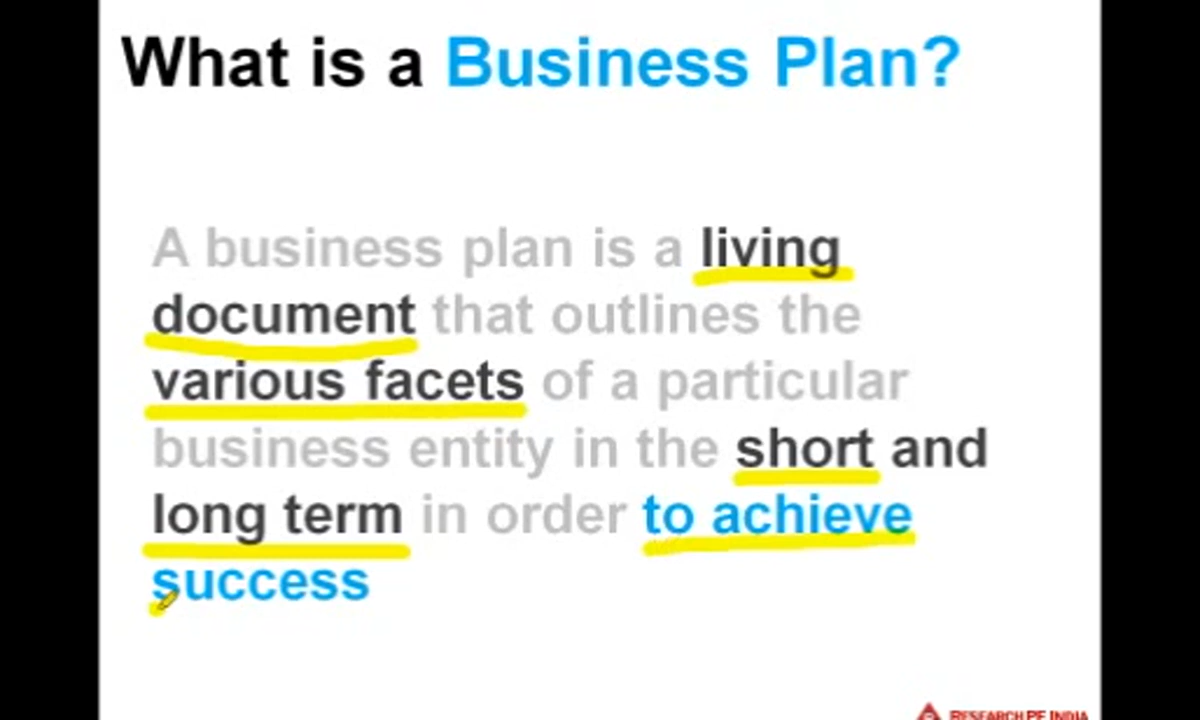 What is a Business Plan?
A business plan is a living
document that outlines the
various facets of a particular
business entity in the short and
long term in order to achieve
success
RESEARCH PE INDIA